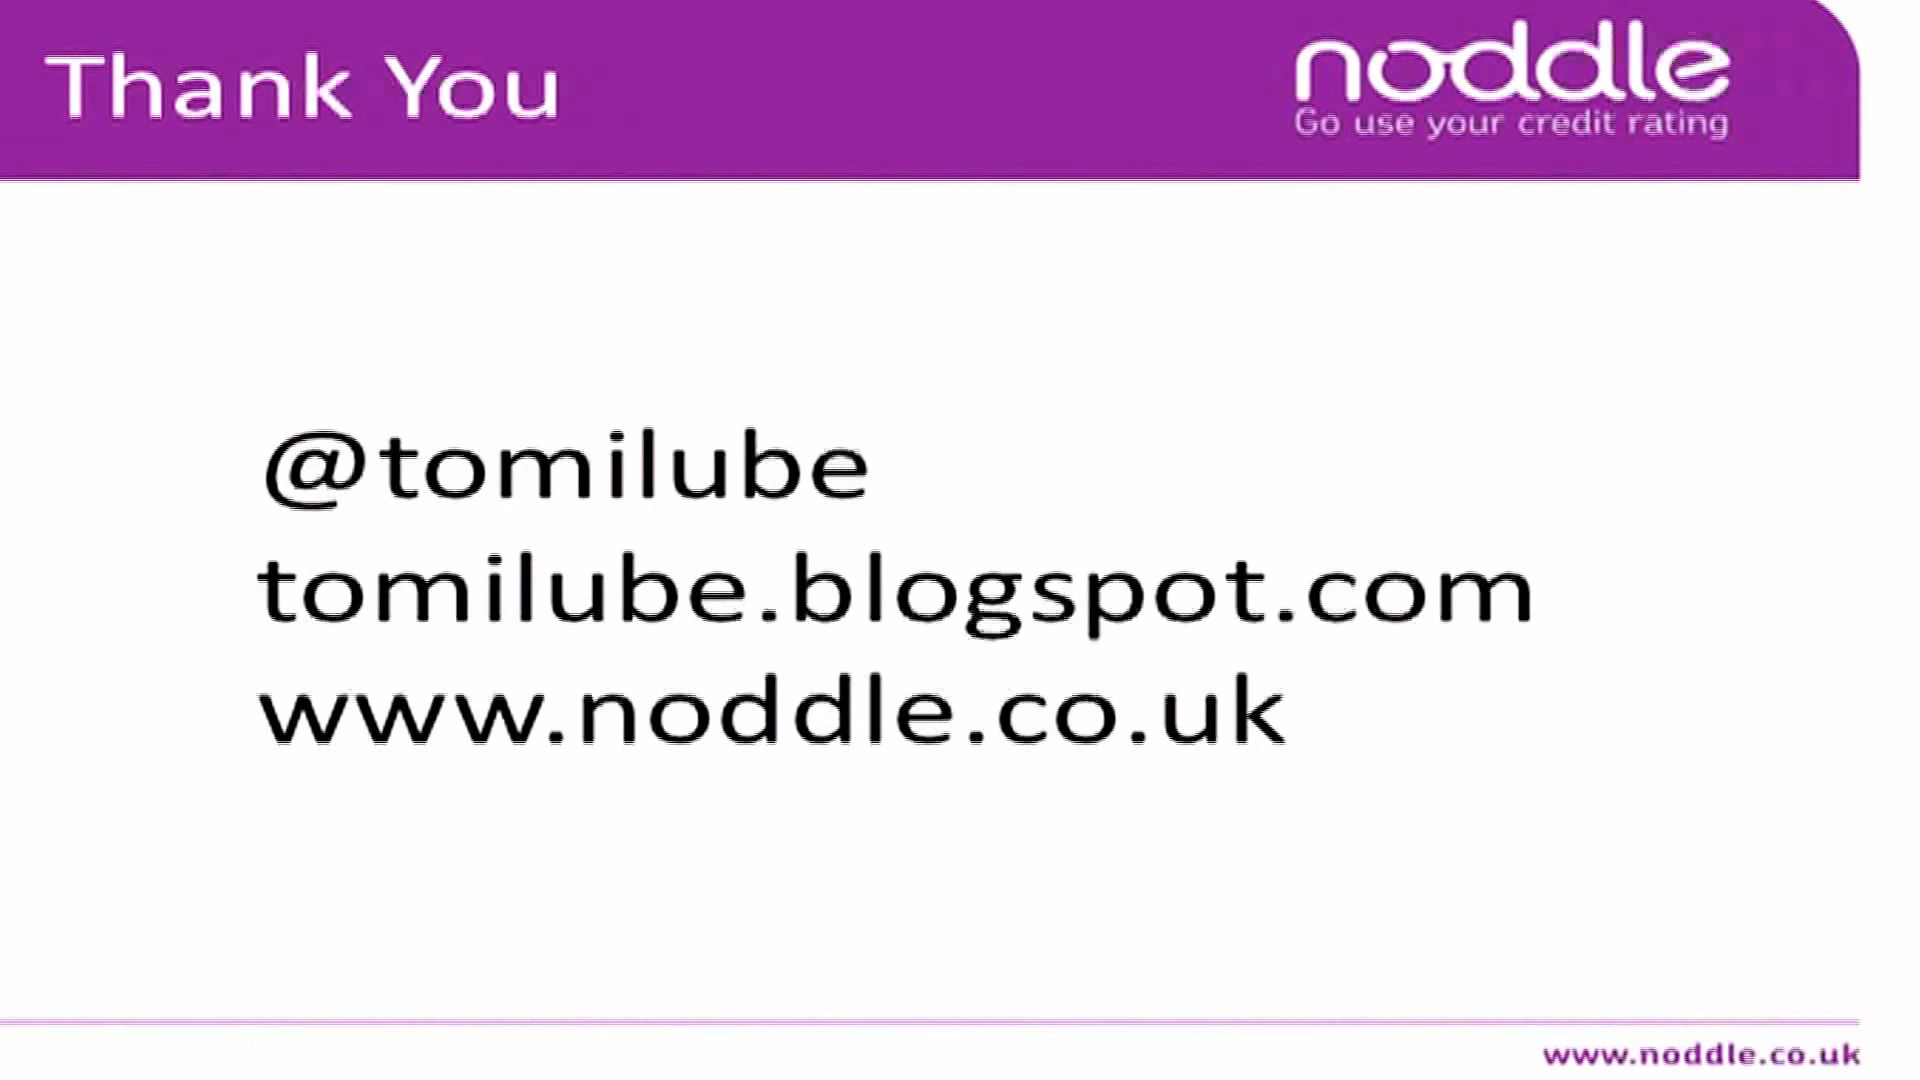 Thank You
noddle
Go use your credit rating
@tomilube
tomilube.blogspot.com
www.noddle.co.uk
www.noddle.co.uk